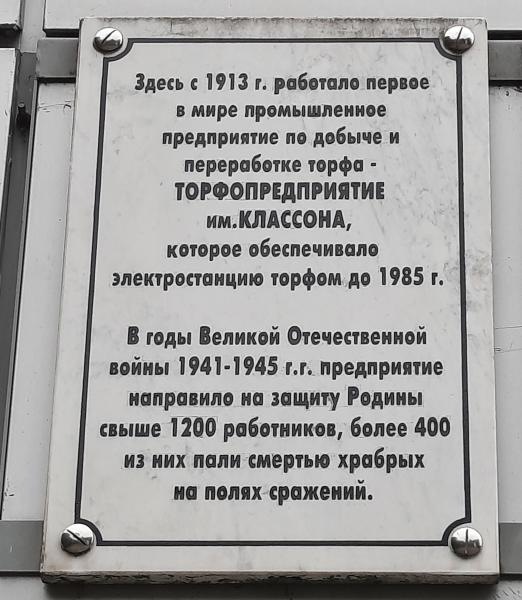 Здесь с 1913 г. работало первое
в мире промышленное
предприятие по добыче и
переработке торфа -
ТОРФОПРЕДПРИЯТИЕ
им.КЛАССОНА,
которое обеспечивало
электростанцию торфом до 1985 г.
В годы Великой Отечественной
войны 1941-1945 г.г. предприятие
направило на защиту Родины
свыше 1200 работников, более 400
из них пали смертью храбрых
на полях сражений.